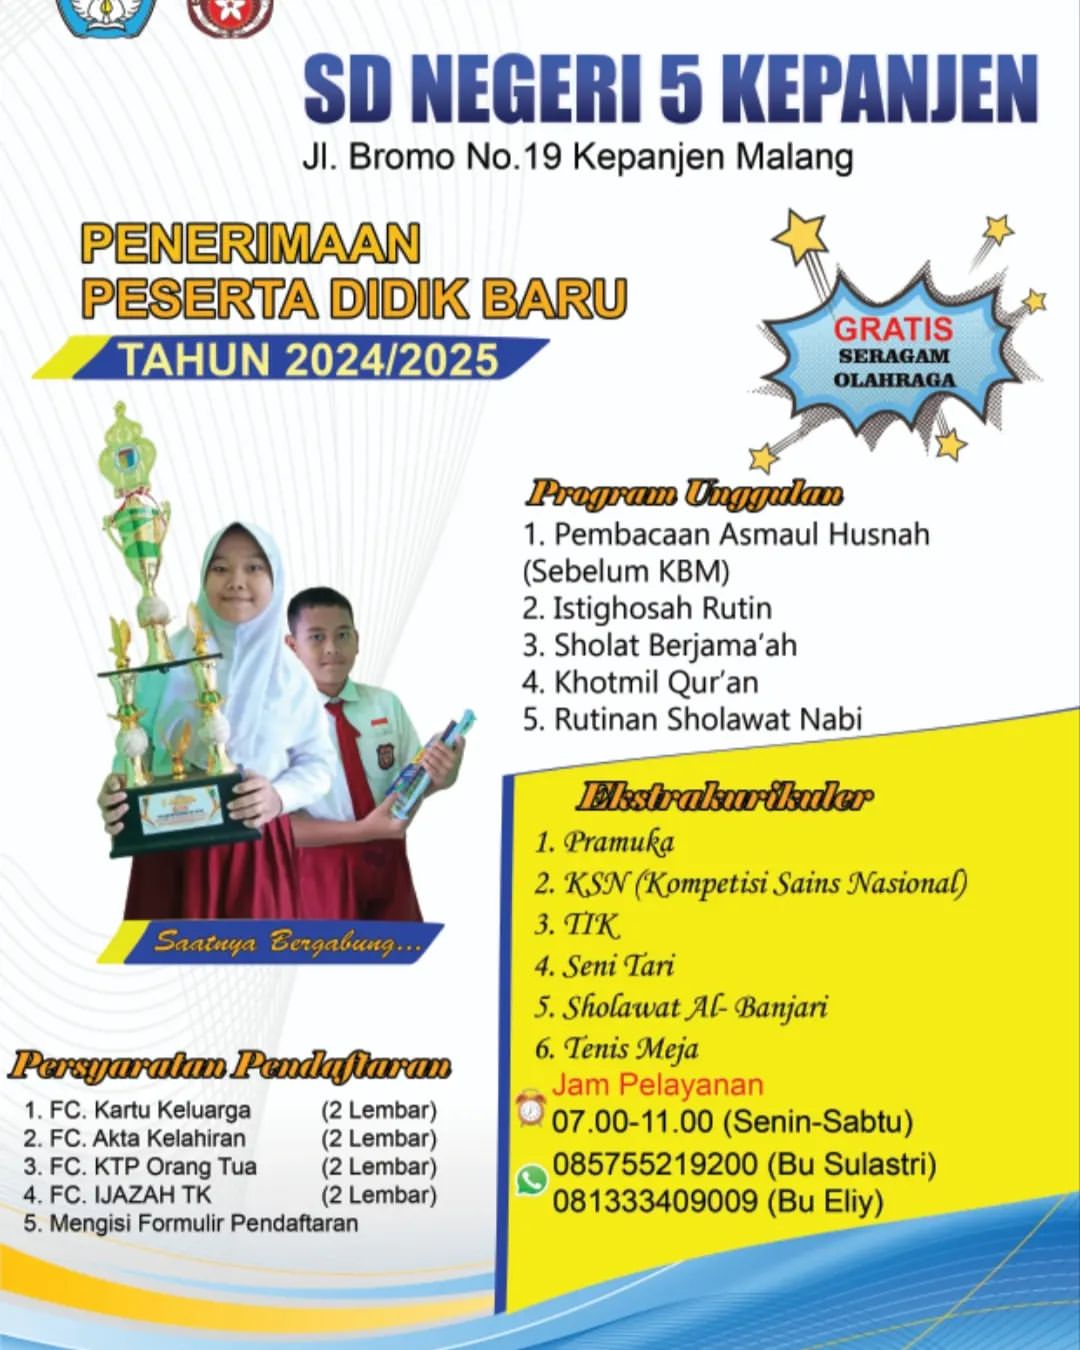 SD NEGERI 5 KEPANJEN
Jl. Bromo No.19 Kepanjen Malang
PENERIMAAN
PESERTA DIDIK BARU
TAHUN 2024/2025
GRATIS
SERAGAM
OLAHRAGA
Program Unggulan
1. Pembacaan Asmaul Husnah
(Sebelum KBM)
2. Istighosah Rutin
3. Sholat Berjama'ah
4. Khotmil Qur'an
5. Rutinan Sholawat Nabi
Ekstrakurikuler
1. Pramuka
2. KSN (Kompetisi Sains Nasional)
3. TIK
4. Seni Tari
5. Sholawat Al- Banjari
6. Tenis Meja
Jam Pelayanan
07.00-11.00 (Senin-Sabtu)
085755219200 (Bu Sulastri)
081333409009 (Bu Eliy)
Saatnya Bergabung...
Persyaratan Pendaftaran
1. FC. Kartu Keluarga (2 Lembar)
2. FC. Akta Kelahiran (2 Lembar)
3. FC. KTP Orang Tua (2 Lembar)
4. FC. IJAZAH TK (2 Lembar)
5. Mengisi Formulir Pendaftaran